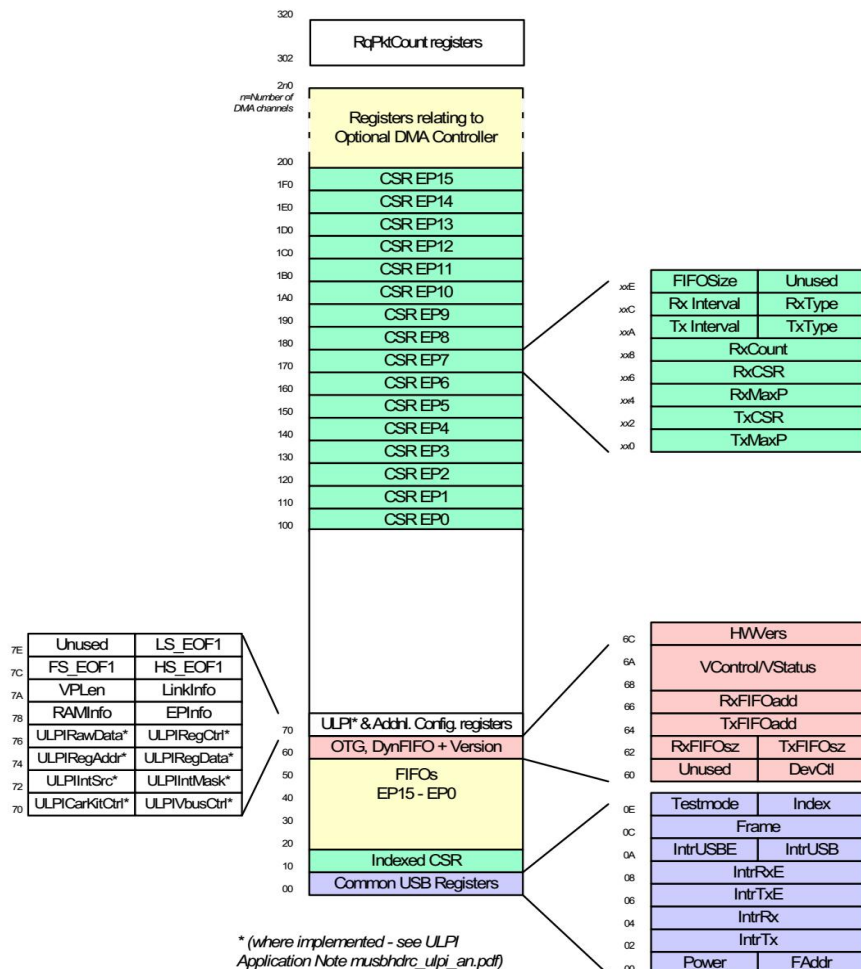 320
RqPktCount registers
302
2n0
n=Number of
DMA channels
Registers relating to
Optional DMA Controller
200
CSR EP15
1F0
CSR EP14
1E0
CSR EP13
1D0
CSR EP12
1C0
CSR EP11
1B0
CSR EP10
1A0
CSR EP9
190
CSR EP8
180
CSR EP7
170
CSR EP6
160
CSR EP5
150
CSR EP4
140
CSR EP3
130
CSR EP2
120
CSR EP1
110
CSR EP0
100
xxE FIFOSize Unused
xxC Rx Interval RxType
xxA Tx Interval TxType
xx8 RxCount
xx6 RxCSR
xx4 RxMaxP
xx2 TxCSR
xx0 TxMaxP
7E Unused LS_EOF1
7C FS_EOF1 HS_EOF1
7A VPLen LinkInfo
78 RAMInfo EPInfo
76 ULPIRawData* ULPIRegCtrl*
74 ULPIRegAddr* ULPIRegData*
72 ULPIIntSrc* ULPIIntMask*
70 ULPICarKitCtrl* ULPIVbusCtrl*
70 ULPI* & Addnl. Config. registers
60 OTG, DynFIFO + Version
50 FIFOs
40 EP15 - EP0
30
20
10 Indexed CSR
00 Common USB Registers
6C HWVers
6A VControl/VStatus
68
66 RxFIFOadd
64 TxFIFOadd
62 RxFIFOsz TxFIFOsz
60 Unused DevCtl
0E Testmode Index
0C Frame
0A IntrUSBE IntrUSB
08 IntrRxE
06 IntrTxE
04 IntrRx
02 IntrTx
00 Power FAddr
* (where implemented - see ULPI
Application Note musbhdrc_ulpi_an.pdf)